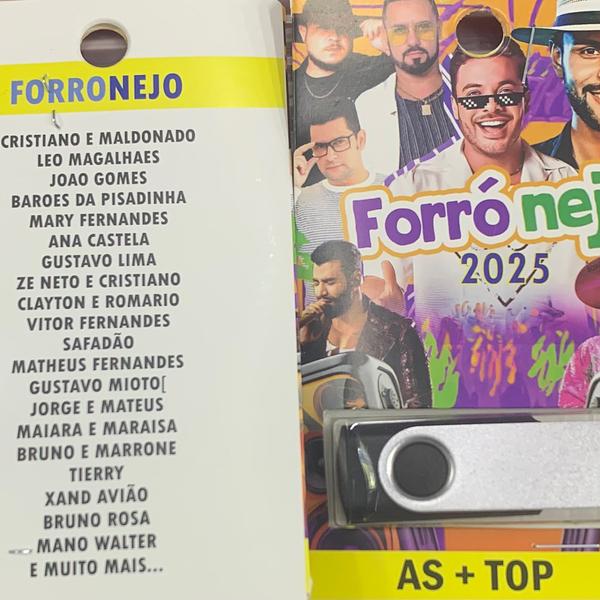 FORRONEJO
CRISTIANO E MALDONADO
LEO MAGALHAES
JOAO GOMES
BAROES DA PISADINHA
MARY FERNANDES
ANA CASTELA
GUSTAVO LIMA
ZE NETO E CRISTIANO
CLAYTON E ROMARIO
VITOR FERNANDES
SAFADÃO
MATHEUS FERNANDES
GUSTAVO MIOTO[
JORGE E MATEUS
MAIARA E MARAISA
BRUNO E MARRONE
TIERRY
XAND AVIÃO
BRUNO ROSA
MANO WALTER
E MUITO MAIS...
Forró nej
2025
AS + TOP